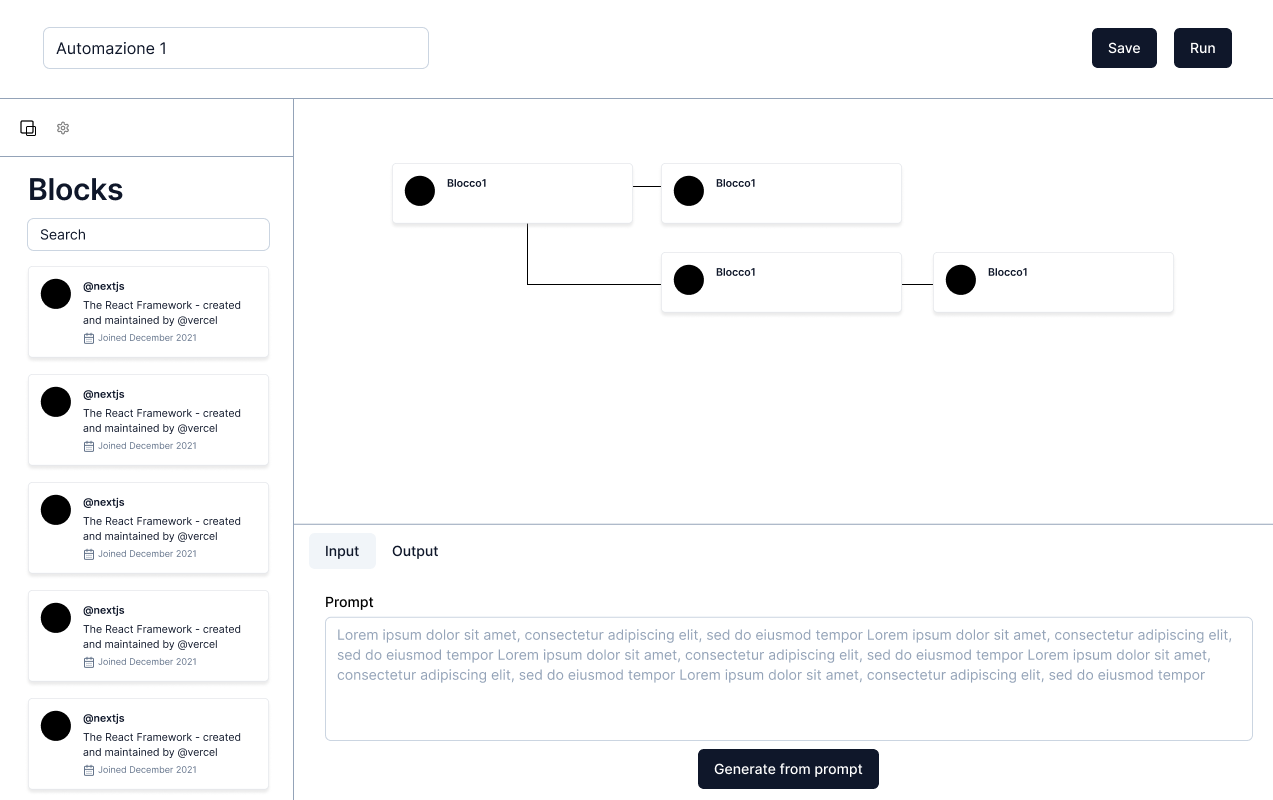 Automazione 1
Save
Run
Blocks
Search
@nextjs
The React Framework - created
and maintained by @vercel
Joined December 2021
@nextjs
The React Framework - created
and maintained by @vercel
Joined December 2021
@nextjs
The React Framework - created
and maintained by @vercel
Joined December 2021
@nextjs
The React Framework - created
and maintained by @vercel
Joined December 2021
@nextjs
The React Framework - created
and maintained by @vercel
Joined December 2021
Blocco1
Blocco1
Blocco1
Blocco1
Input
Output
Prompt
Lorem ipsum dolor sit amet, consectetur adipiscing elit, sed do eiusmod tempor Lorem ipsum dolor sit amet, consectetur adipiscing elit,
sed do eiusmod tempor Lorem ipsum dolor sit amet, consectetur adipiscing elit, sed do eiusmod tempor Lorem ipsum dolor sit amet,
consectetur adipiscing elit, sed do eiusmod tempor Lorem ipsum dolor sit amet, consectetur adipiscing elit, sed do eiusmod tempor
Generate from prompt